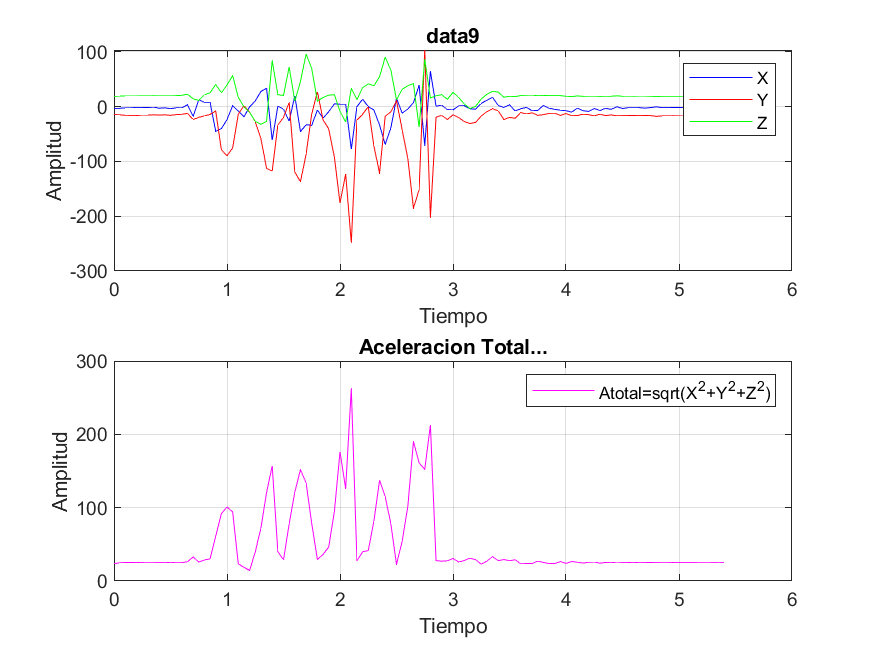 data9
100
0
-100
-200
-300
Amplitud
X
Y
Z
0 1 2 3 4 5 6
Tiempo
Aceleracion Total...
300
200
100
0
Amplitud
Atotal=sqrt(X²+Y²+Z²)
0 1 2 3 4 5 6
Tiempo